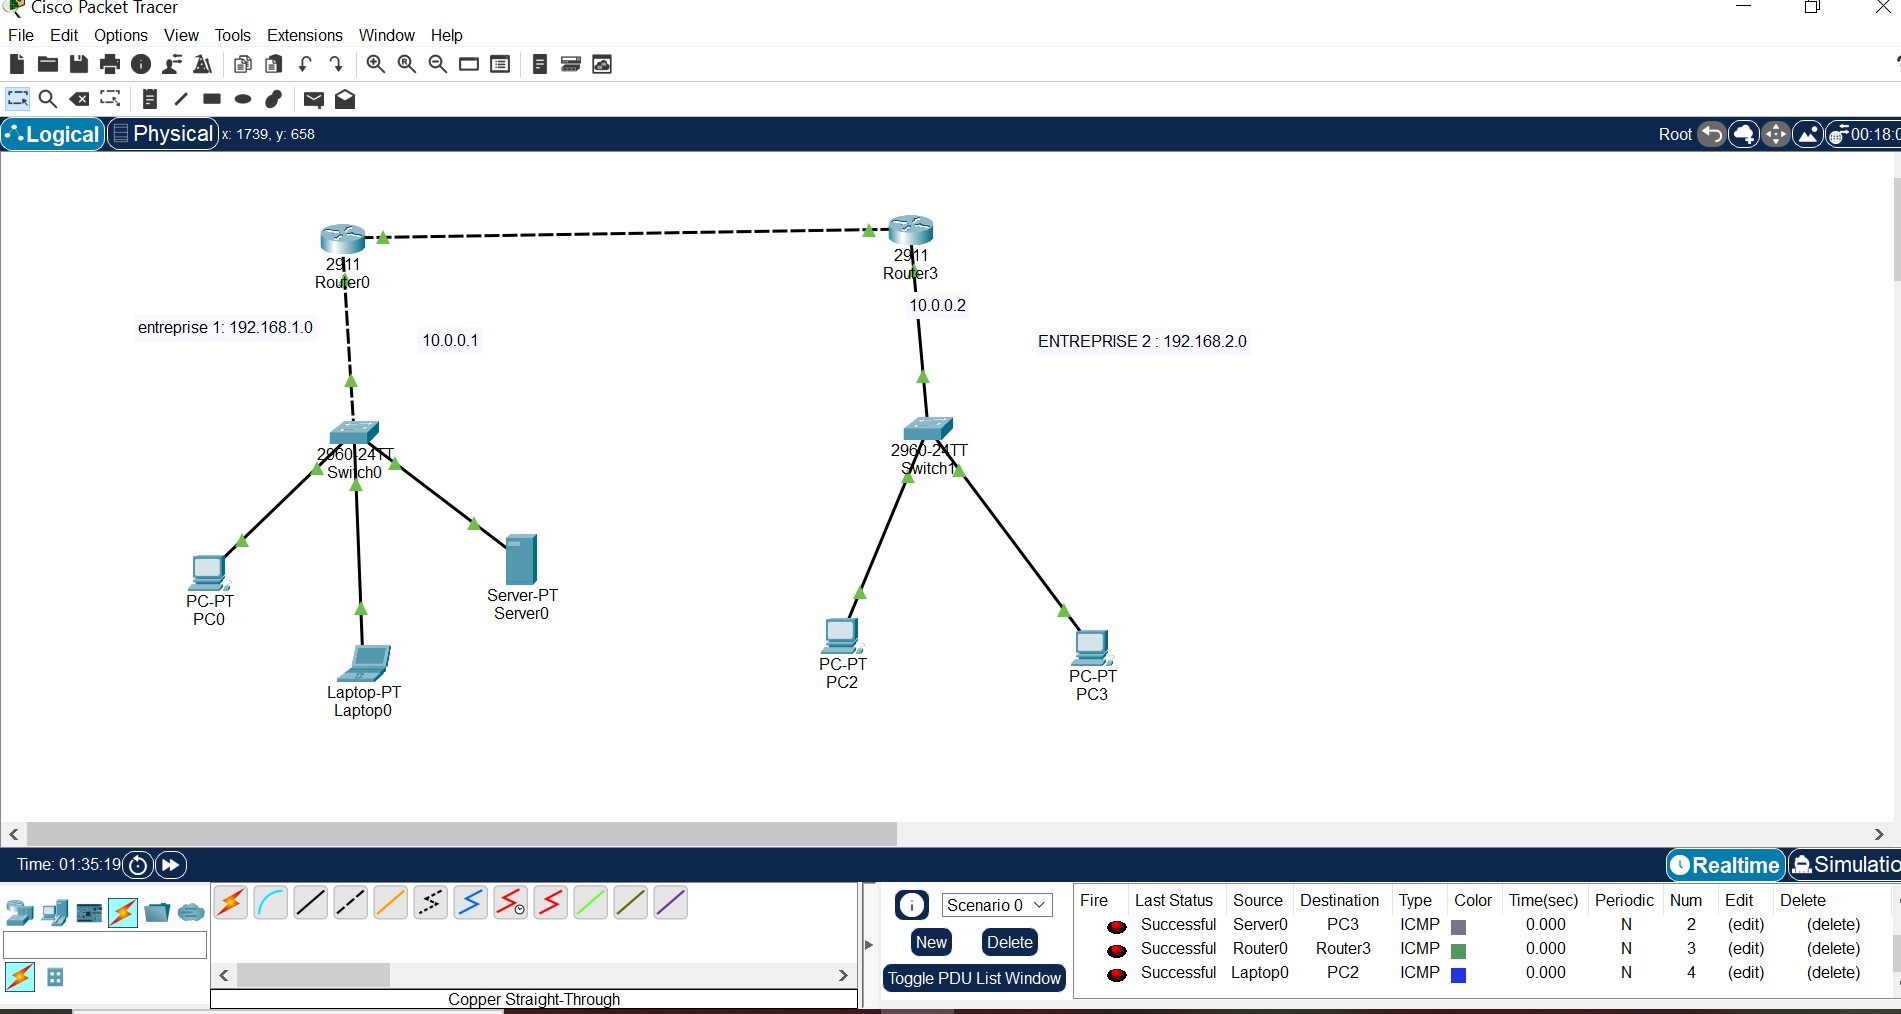 Cisco Packet Tracer
File Edit Options View Tools Extensions Window Help
Logical Physical x: 1739, y: 658 Root 00:18:0
2911
Router0
2911
Router3
10.0.0.2
entreprise 1: 192.168.1.0
10.0.0.1
ENTREPRISE 2 : 192.168.2.0
2960-24TT
Switch0
2960-24TT
Switch1
PC-PT
PC0
Server-PT
Server0
Laptop-PT
Laptop0
PC-PT
PC2
PC-PT
PC3
Time: 01:35:19
Realtime Simulatio
Scenario 0
New Delete
Toggle PDU List Window
Fire Last Status Source Destination Type Color Time(sec) Periodic Num Edit Delete
Successful Server0 PC3 ICMP 0.000 N 2 (edit) (delete)
Successful Router0 Router3 ICMP 0.000 N 3 (edit) (delete)
Successful Laptop0 PC2 ICMP 0.000 N 4 (edit) (delete)
Copper Straight-Through